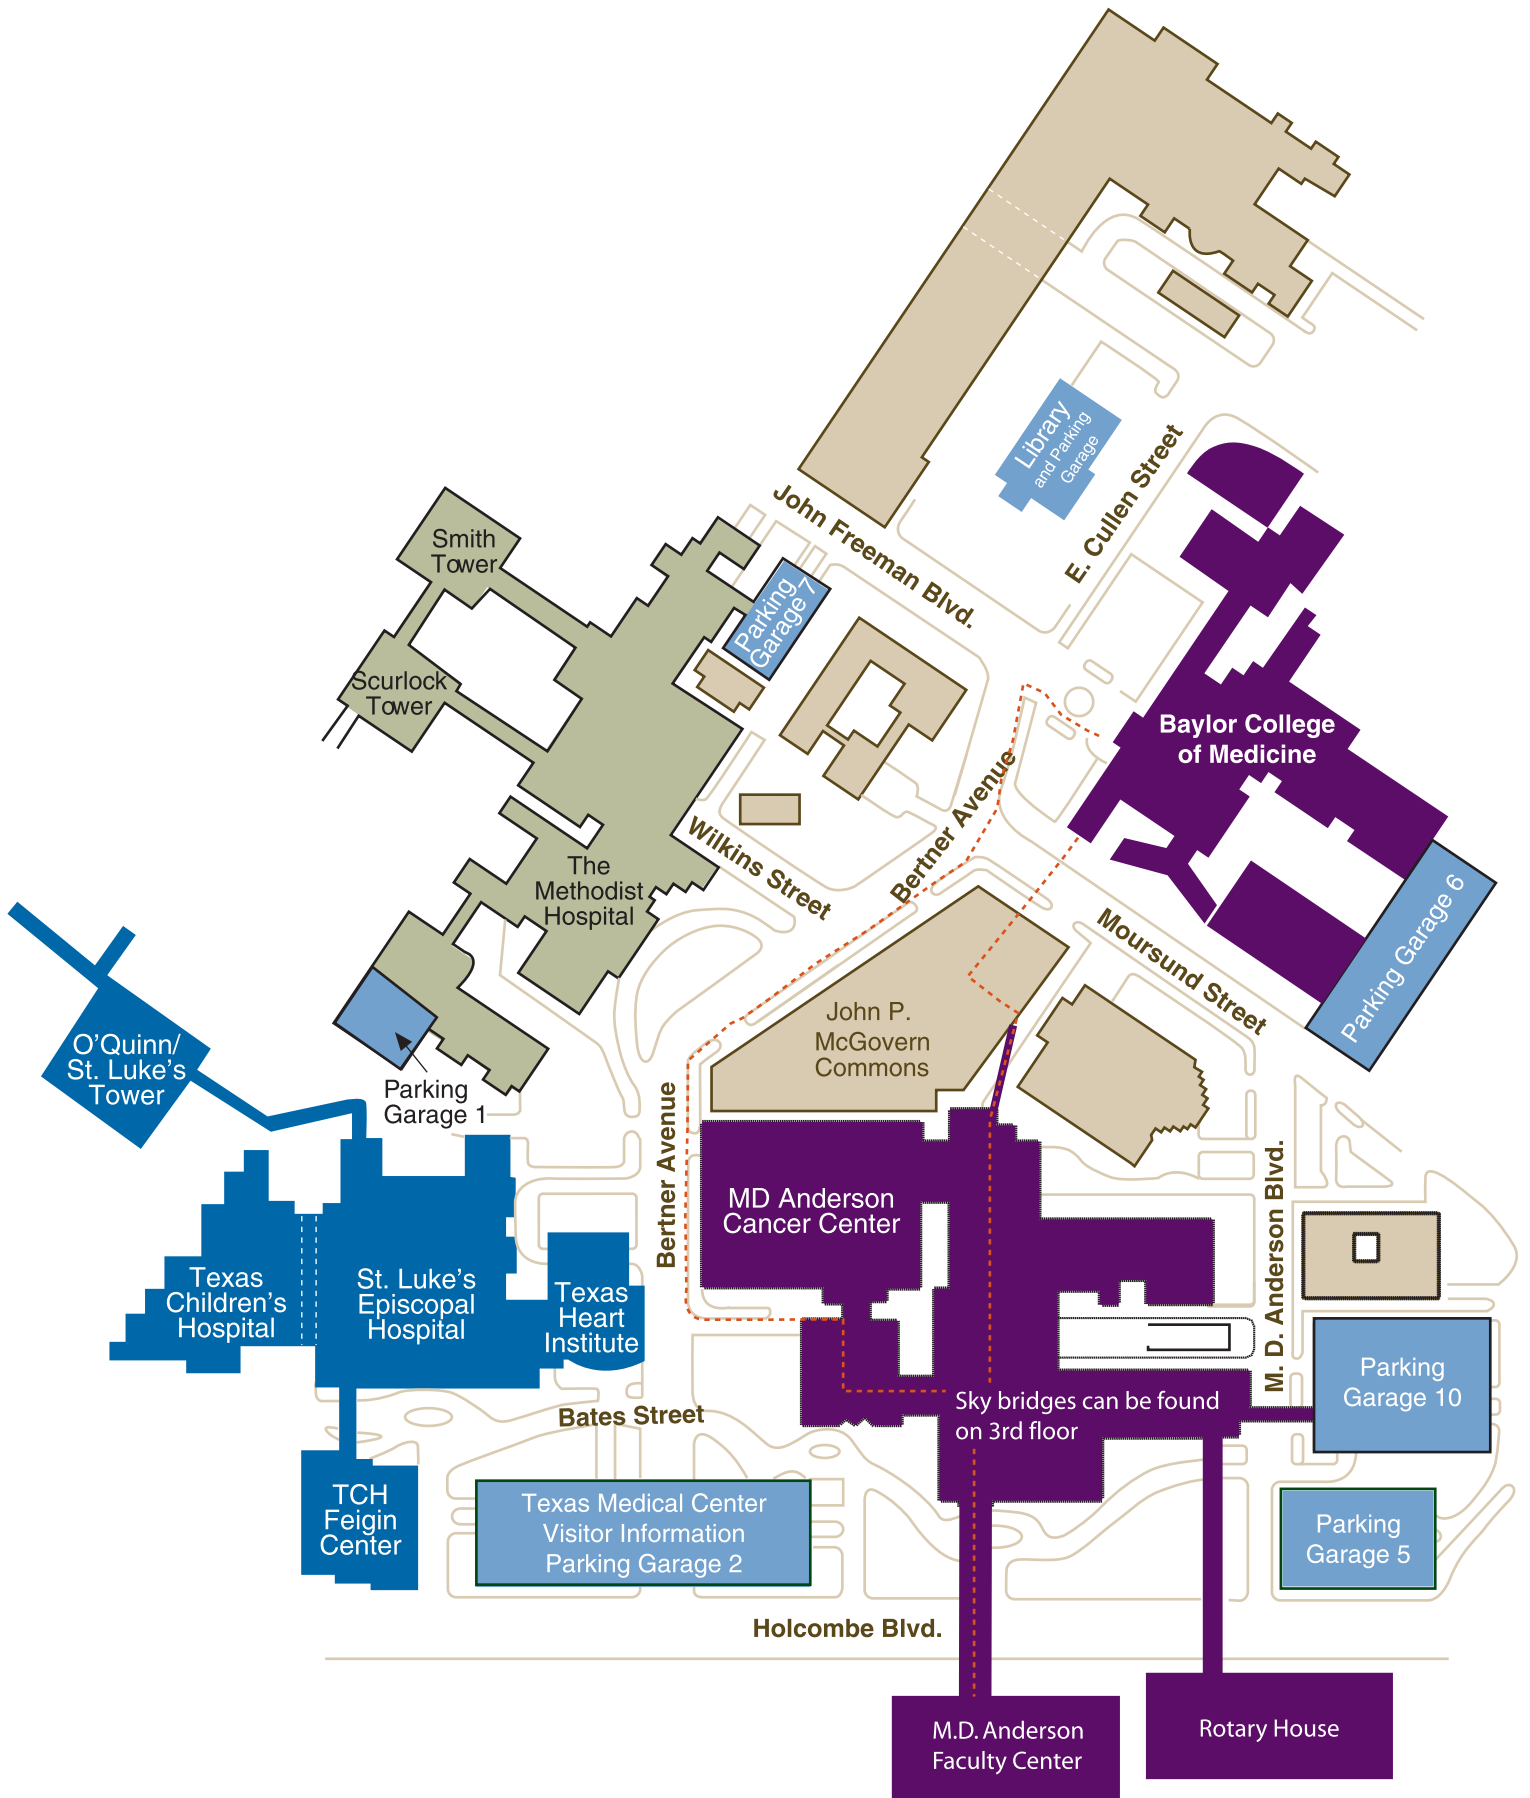 Library
and Parking
Garage
E. Cullen Street
John Freeman Blvd.
Smith
Tower
Parking
Garage 7
Scurlock
Tower
Baylor College
of Medicine
Bertner Avenue
Wilkins Street
The
Methodist
Hospital
Parking Garage 6
Moursund Street
John P.
McGovern
Commons
O'Quinn/
St. Luke's
Tower
Parking
Garage 1
Bertner Avenue
MD Anderson
Cancer Center
M. D. Anderson Blvd.
Texas
Children's
Hospital
St. Luke's
Episcopal
Hospital
Texas
Heart
Institute
Parking
Garage 10
Sky bridges can be found
on 3rd floor
Bates Street
TCH
Feigin
Center
Texas Medical Center
Visitor Information
Parking Garage 2
Parking
Garage 5
Holcombe Blvd.
M.D. Anderson
Faculty Center
Rotary House